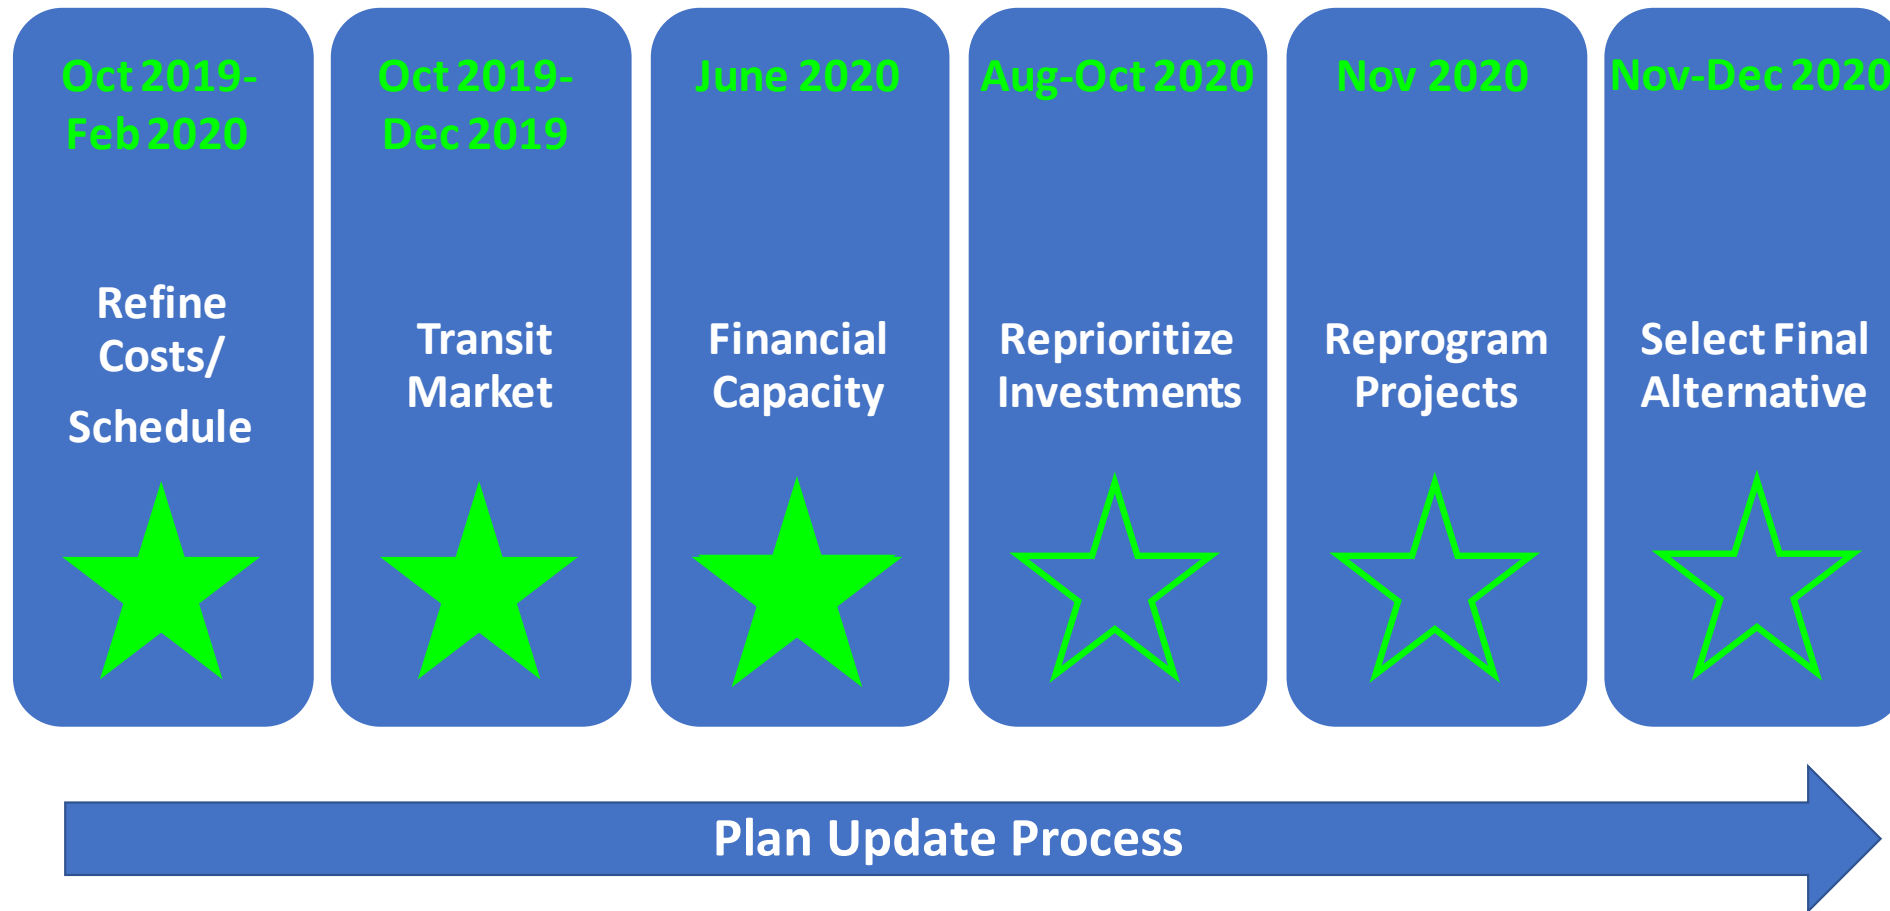 Oct 2019-
Feb 2020
Refine
Costs/
Schedule
Oct 2019-
Dec 2019
Transit
Market
June 2020
Financial
Capacity
Aug-Oct 2020
Reprioritize
Investments
Nov 2020
Reprogram
Projects
Nov-Dec 2020
Select Final
Alternative
Plan Update Process